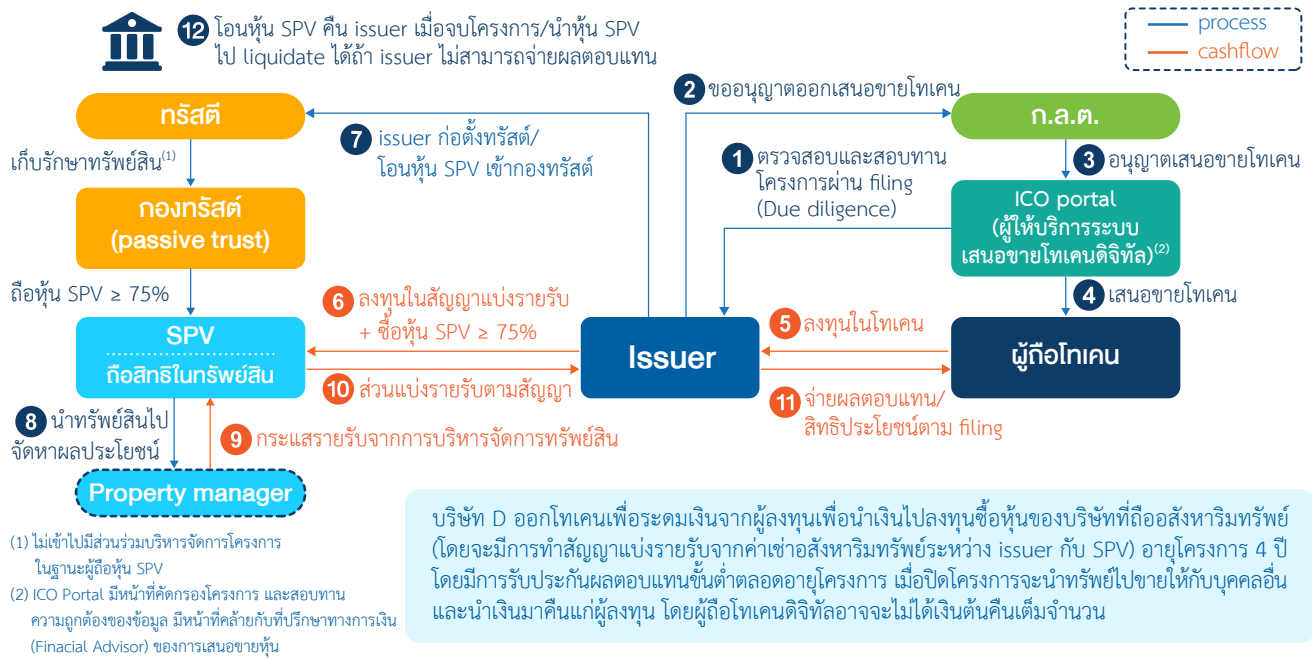 12 โอนหุ้น SPV คืน issuer เมื่อจบโครงการ/นำหุ้น SPV
ไป liquidate ได้ถ้า issuer ไม่สามารถจ่ายผลตอบแทน
process
cashflow
2 ขออนุญาตออกเสนอขายโทเคน
ทรัสตี
ก.ล.ต.
7 issuer ก่อตั้งทรัสต์/
โอนหุ้น SPV เข้ากองทรัสต์
เก็บรักษาทรัพย์สิน(1)
1 ตรวจสอบและสอบทาน
โครงการผ่าน filing
(Due diligence)
3 อนุญาตเสนอขายโทเคน
กองทรัสต์
(passive trust)
ICO portal
(ผู้ให้บริการระบบ
เสนอขายโทเคนดิจิทัล)(2)
ถือหุ้น SPV ≥ 75%
6 ลงทุนในสัญญาแบ่งรายรับ
+ ซื้อหุ้น SPV ≥ 75%
4 เสนอขายโทเคน
5 ลงทุนในโทเคน
SPV
ถือสิทธิในทรัพย์สิน
Issuer
ผู้ถือโทเคน
10 ส่วนแบ่งรายรับตามสัญญา
11 จ่ายผลตอบแทน/
สิทธิประโยชน์ตาม filing
8 นำทรัพย์สินไป
จัดหาผลประโยชน์
9 กระแสรายรับจากการบริหารจัดการทรัพย์สิน
Property manager
บริษัท D ออกโทเคนเพื่อระดมเงินจากผู้ลงทุนเพื่อนำเงินไปลงทุนซื้อหุ้นของบริษัทที่ถืออสังหาริมทรัพย์
(โดยจะมีการทำสัญญาแบ่งรายรับจากค่าเช่าอสังหาริมทรัพย์ระหว่าง issuer กับ SPV) อายุโครงการ 4 ปี
โดยมีการรับประกันผลตอบแทนขั้นต่ำตลอดอายุโครงการ เมื่อปิดโครงการจะนำทรัพย์ไปขายให้กับบุคคลอื่น
และนำเงินมาคืนแก่ผู้ลงทุน โดยผู้ถือโทเคนดิจิทัลอาจจะไม่ได้เงินต้นคืนเต็มจำนวน
(1) ไม่เข้าไปมีส่วนร่วมบริหารจัดการโครงการ
ในฐานะผู้ถือหุ้น SPV
(2) ICO Portal มีหน้าที่คัดกรองโครงการ และสอบทาน
ความถูกต้องของข้อมูล มีหน้าที่คล้ายกับที่ปรึกษาทางการเงิน
(Finacial Advisor) ของการเสนอขายหุ้น